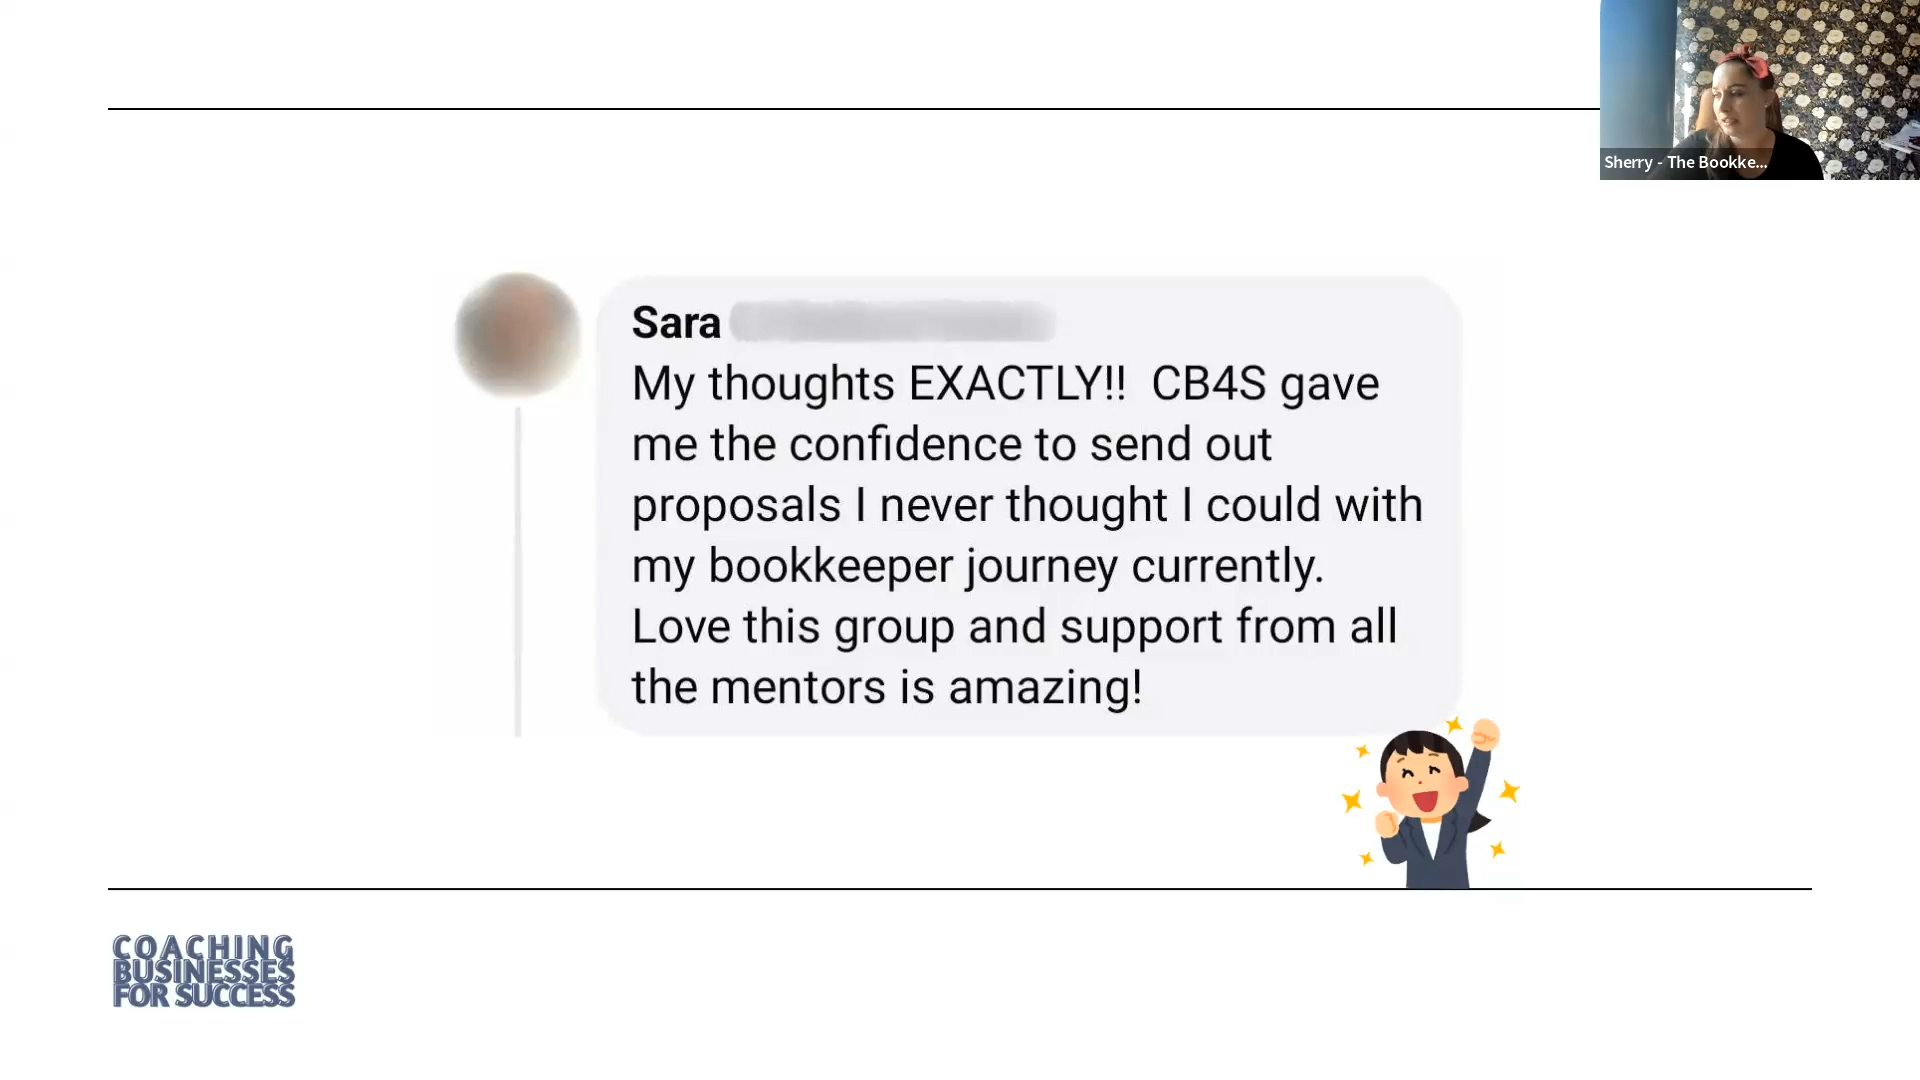 Sherry - The Bookke...
Sara
My thoughts EXACTLY!! CB4S gave
me the confidence to send out
proposals I never thought I could with
my bookkeeper journey currently.
Love this group and support from all
the mentors is amazing!
COACHING
BUSINESSES
FOR SUCCESS